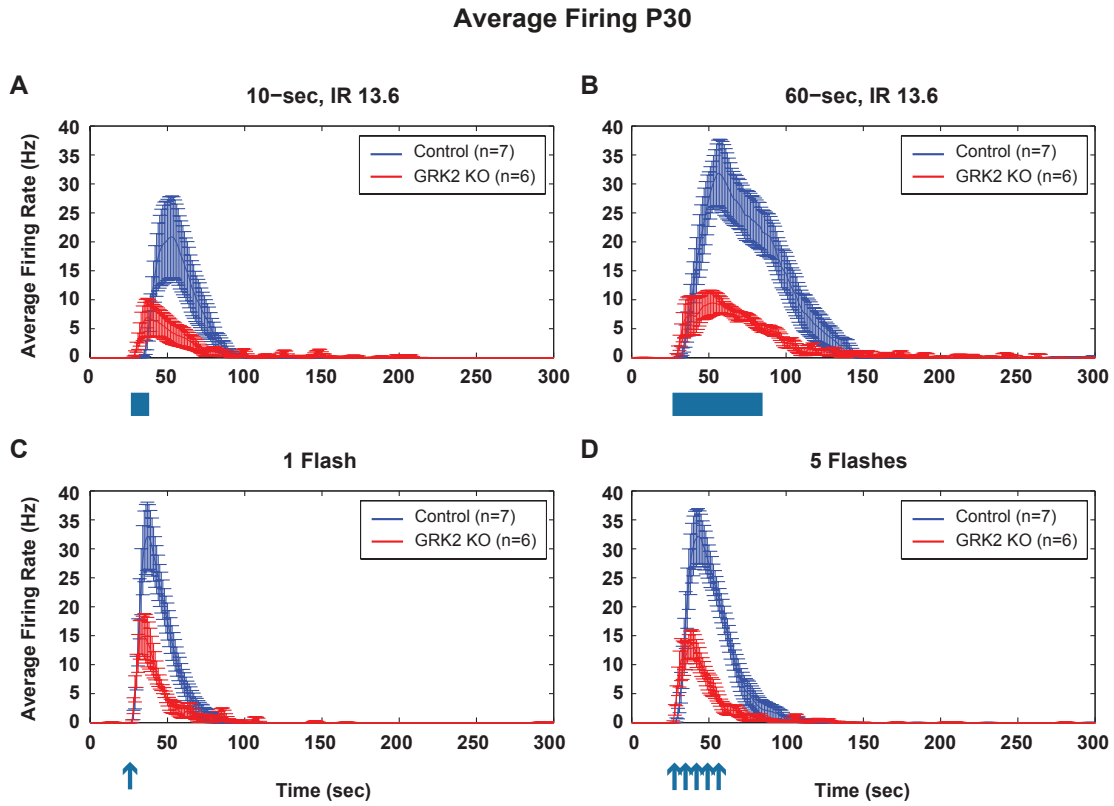 Average Firing P30
A
10−sec, IR 13.6
Average Firing Rate (Hz)
40
35
30
25
20
15
10
5
0
Control (n=7)
GRK2 KO (n=6)
0 50 100 150 200 250 300
B
60−sec, IR 13.6
40
35
30
25
20
15
10
5
0
Control (n=7)
GRK2 KO (n=6)
0 50 100 150 200 250 300
C
1 Flash
Average Firing Rate (Hz)
40
35
30
25
20
15
10
5
0
Control (n=7)
GRK2 KO (n=6)
0 50 100 150 200 250 300
Time (sec)
D
5 Flashes
40
35
30
25
20
15
10
5
0
Control (n=7)
GRK2 KO (n=6)
0 50 100 150 200 250 300
Time (sec)